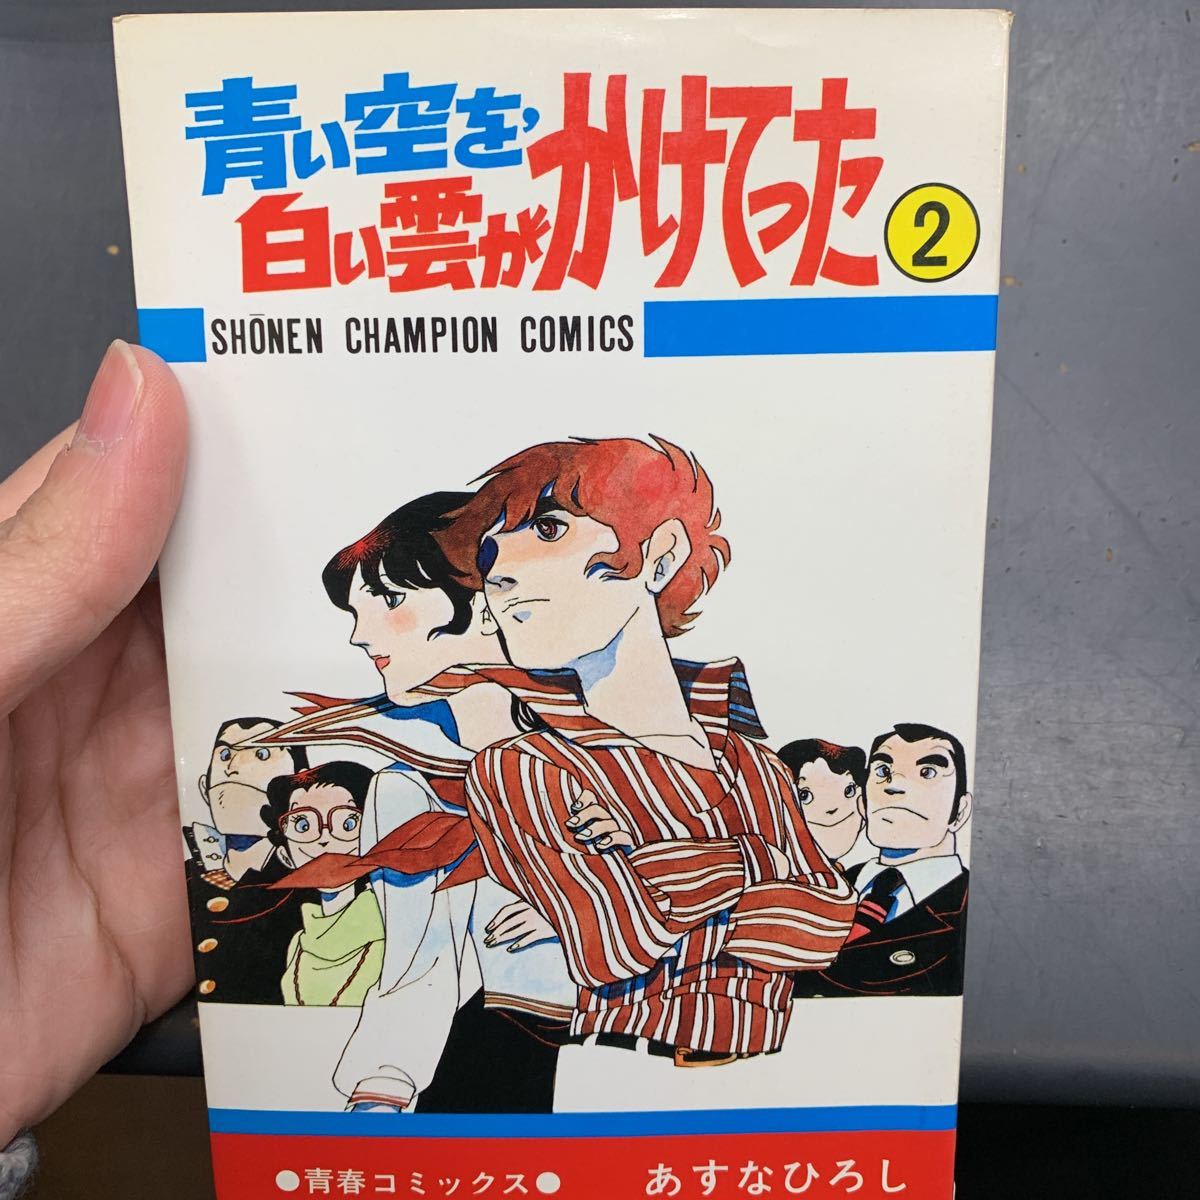 青い空を、
白い雲がかけてった
2
SHŌNEN CHAMPION COMICS
●青春コミックス● あすなひろし